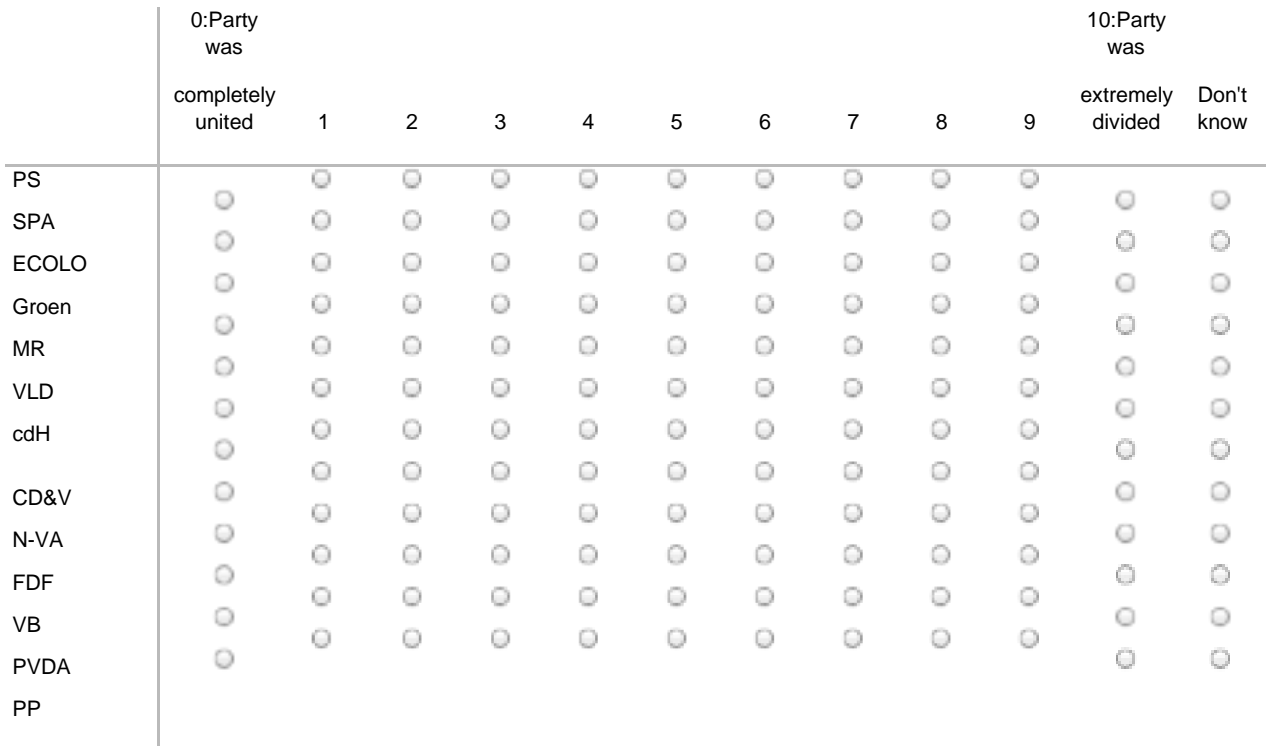 0:Party
was
completely
united
1 2 3 4 5 6 7 8 9
10:Party
was
extremely
divided
Don't
know
PS
SPA
ECOLO
Groen
MR
VLD
cdH
CD&V
N-VA
FDF
VB
PVDA
PP